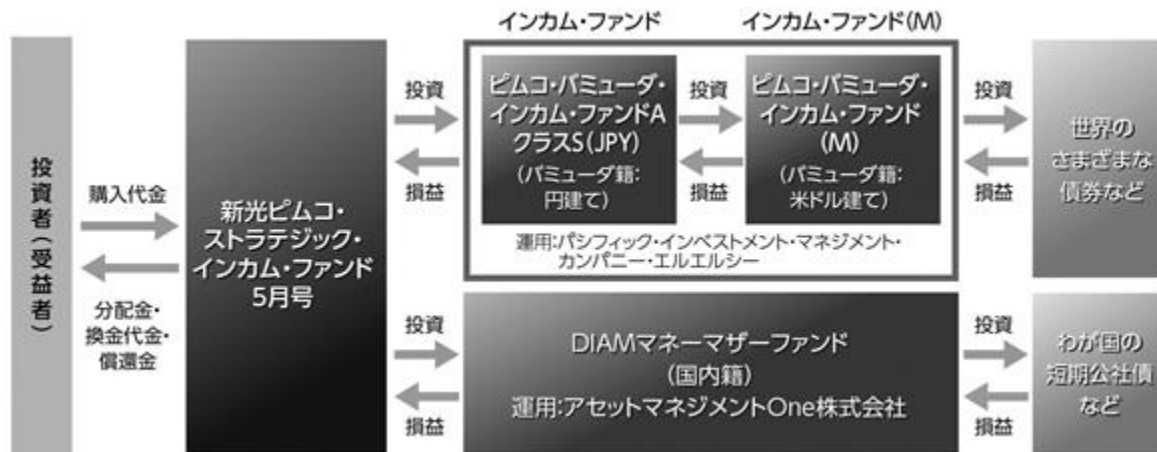 投資者(受益者)
購入代金
分配金・
換金代金・
償還金
新光ピムコ・
ストラテジック・
インカム・ファンド
5月号
投資
損益
インカム・ファンド
インカム・ファンド(M)
ピムコ・バミューダ・
インカム・ファンドA
クラスS(JPY)
(バミューダ籍:
円建て)
投資
損益
ピムコ・バミューダ・
インカム・ファンド
(M)
(バミューダ籍:
米ドル建て)
運用:パシフィック・インベストメント・マネジメント・
カンパニー・エルエルシー
投資
損益
世界の
さまざまな
債券など
投資
損益
DIAMマネーマザーファンド
(国内籍)
運用:アセットマネジメントOne株式会社
投資
損益
わが国の
短期公社債
など